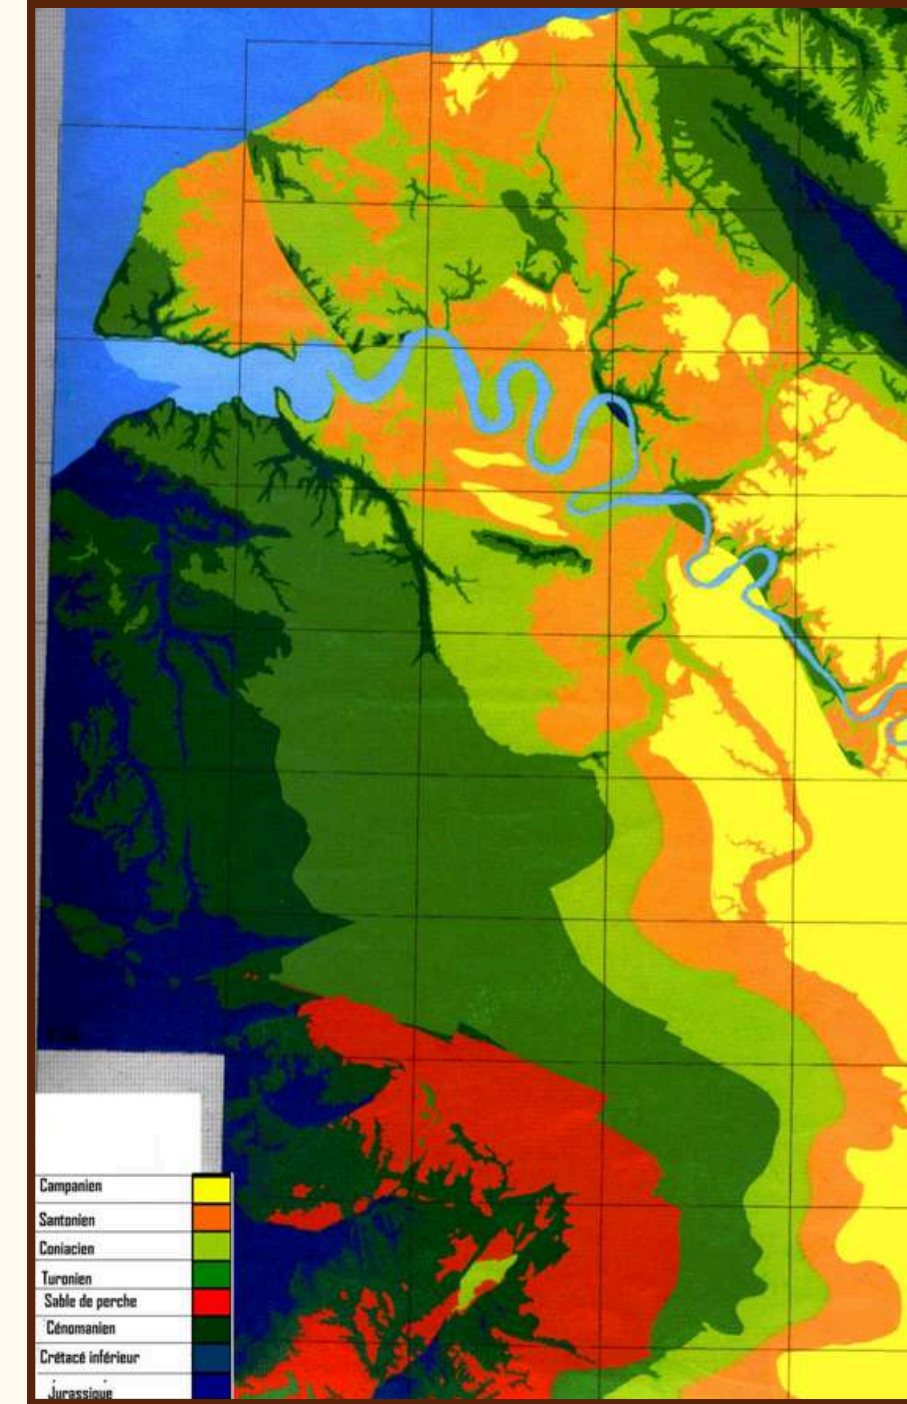 Campanien
Santonien
Coniacien
Turonien
Sable de perche
Cénomanien
Crétacé inférieur
Jurassique